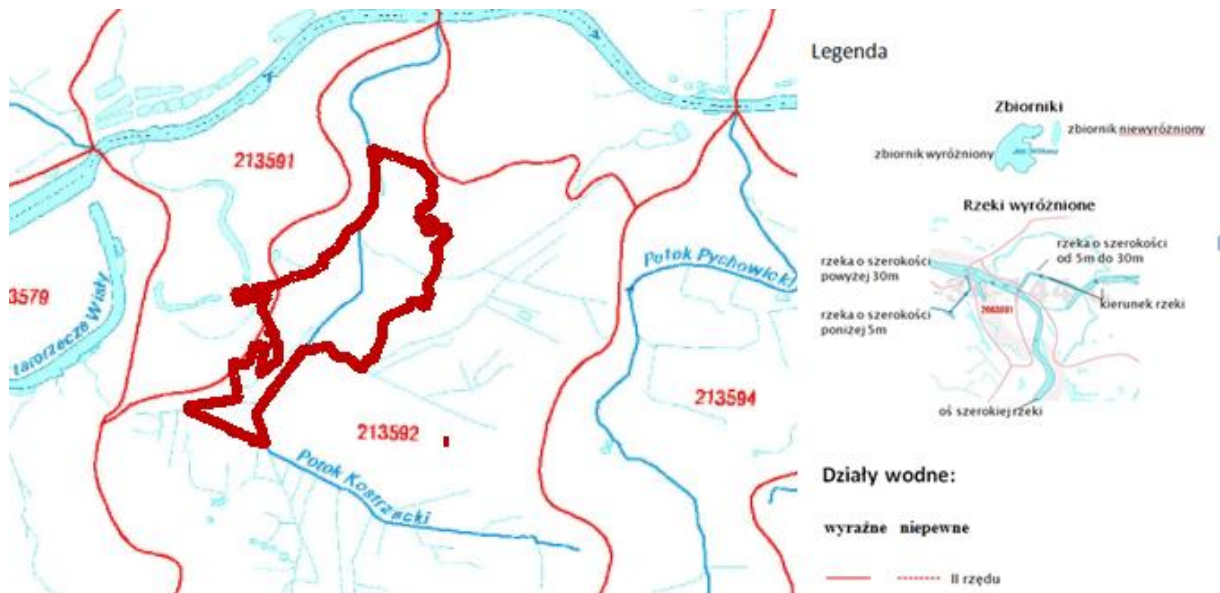 213591
3579
tarorzecze Wisły
213592
Potok Kostrzecki
Potok Pychowicki
213594
Legenda
Zbiorniki
zbiornik niewyróżniony
zbiornik wyróżniony
Rzeki wyróżnione
rzeka o szerokości
od 5m do 30m
rzeka o szerokości
powyżej 30m
kierunek rzeki
rzeka o szerokości
poniżej 5m
oś szerokiej rzeki
Działy wodne:
wyraźne niepewne
II rzędu